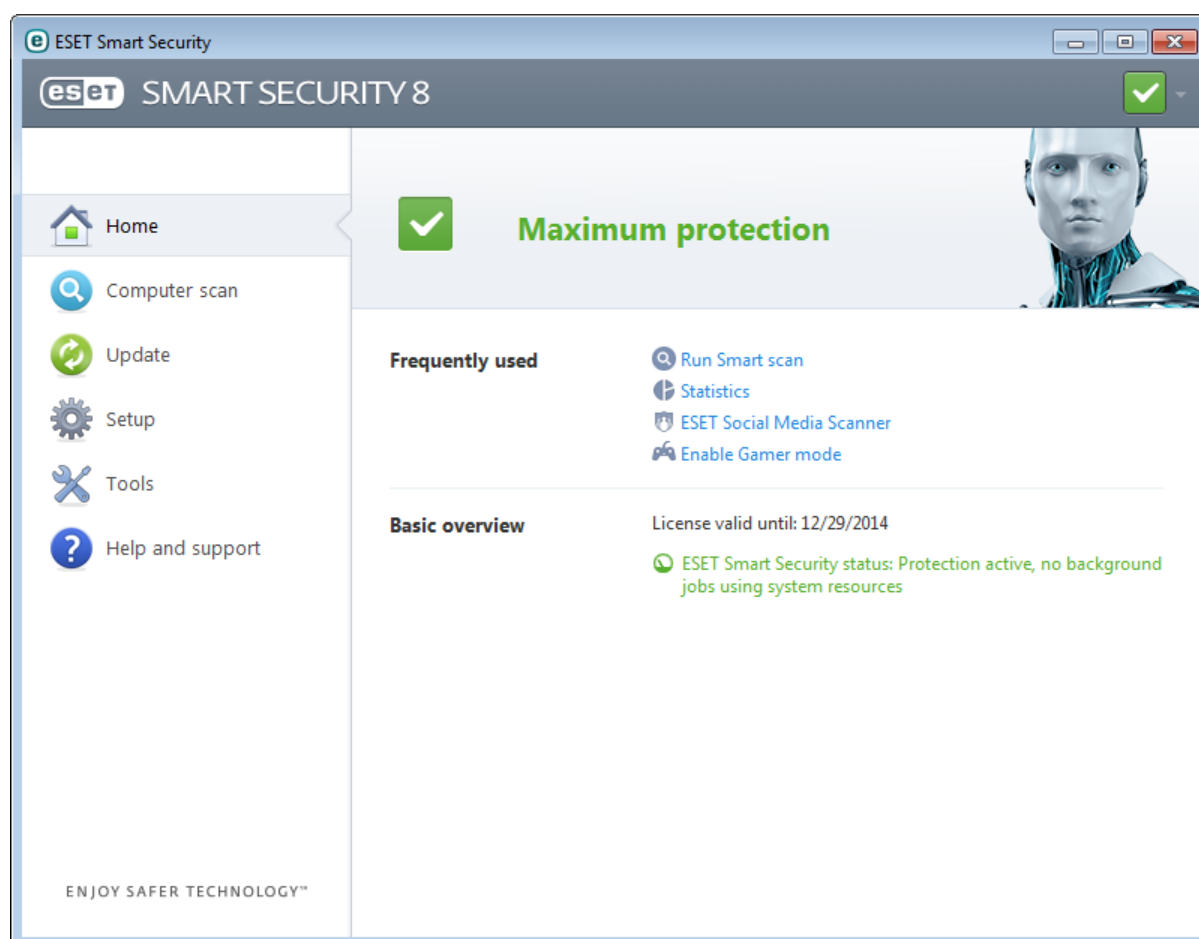 ESET Smart Security
eset SMART SECURITY 8
Home
Computer scan
Update
Setup
Tools
Help and support
ENJOY SAFER TECHNOLOGY™
Maximum protection
Frequently used
Run Smart scan
Statistics
ESET Social Media Scanner
Enable Gamer mode
Basic overview
License valid until: 12/29/2014
ESET Smart Security status: Protection active, no background
jobs using system resources